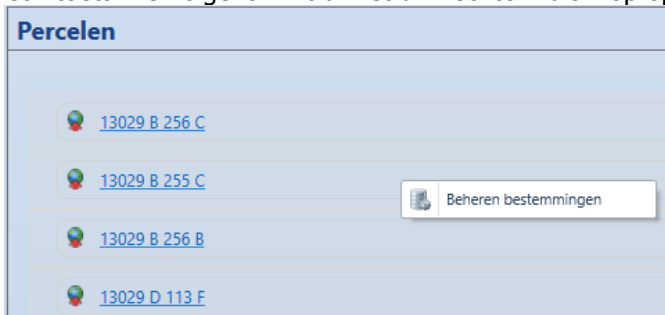 Percelen
13029 B 256 C
13029 B 255 C
Beheren bestemmingen
13029 B 256 B
13029 D 113 F